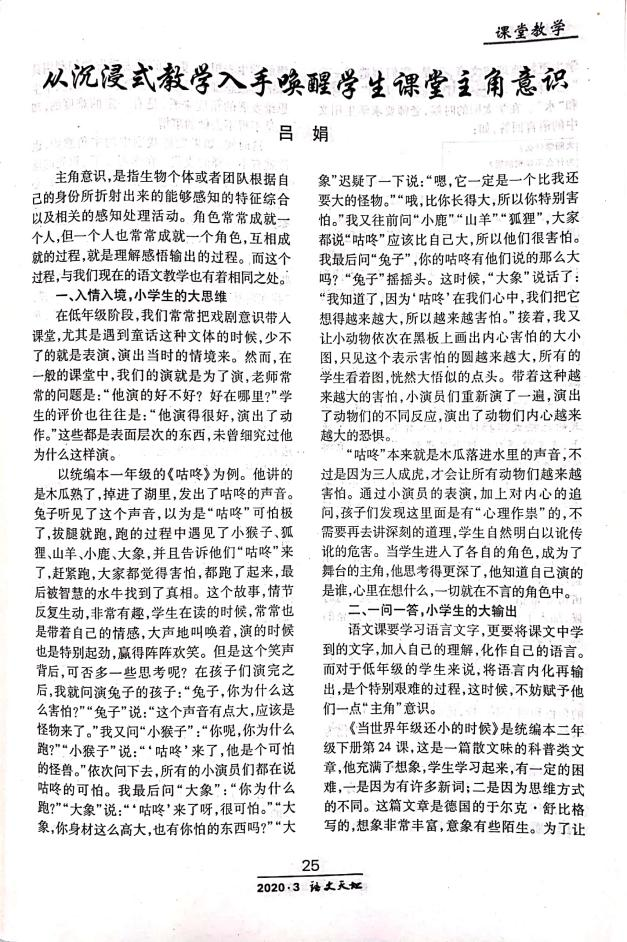 课堂教学
从沉浸式教学入手唤醒学生课堂主角意识
吕 娟
主角意识,是指生物个体或者团队根据自
己的身份所折射出来的能够感知的特征综合
以及相关的感知处理活动。角色常常成就一
个人,但一个人也常常成就一个角色,互相成
就的过程,就是理解感悟输出的过程。而这个
过程,与我们现在的语文教学也有着相同之处。
一、入情入境,小学生的大思维
在低年级阶段,我们常常把戏剧意识带人
课堂,尤其是遇到童话这种文体的时候,少不
了的就是表演,演出当时的情境来。然而,在
一般的课堂中,我们的演就是为了演,老师常
常的问题是:“他演的好不好?好在哪里?”学
生的评价也往往是:“他演得很好,演出了动
作。”这些都是表面层次的东西,未曾细究过他
为什么这样演。
以统编本一年级的《咕咚》为例。他讲的
是木瓜熟了,掉进了湖里,发出了咕咚的声音。
兔子听见了这个声音,以为是“咕咚”可怕极
了,拔腿就跑,跑的过程中遇见了小猴子、狐
狸、山羊、小鹿、大象,并且告诉他们“咕咚”来
了,赶紧跑,大家都觉得害怕,都跑了起来,最
后被智慧的水牛找到了真相。这个故事,情节
反复生动,非常有趣,学生在读的时候,常常也
是带着自己的情感,大声地叫唤着,演的时候
也是特别起劲,赢得阵阵欢笑。但是这个笑声
背后,可否多一些思考呢?在孩子们演完之
后,我就问演兔子的孩子:“兔子,你为什么这
么害怕?”“兔子”说:“这个声音有点大,应该是
怪物来了。”我又问“小猴子”:“你呢,你为什么
跑?”“小猴子”说:“‘咕咚’来了,他是个可怕
的怪兽。”依次问下去,所有的小演员们都在说
咕咚的可怕。我最后问“大象”:“你为什么
跑?”“大象”说:“‘咕咚’来了呀,很可怕。”“大
象,你身材这么高大,也有你怕的东西吗?”“大
象”迟疑了一下说:“嗯,它一定是一个比我还
要大的怪物。”“哦,比你长得大,所以你特别害
怕。”我又往前问“小鹿”“山羊”“狐狸”,大家
都说“咕咚”应该比自己大,所以他们很害怕。
我最后问“兔子”,你的咕咚有他们说的那么大
吗?“兔子”摇摇头。这时候,“大象”说话了:
“我知道了,因为‘咕咚’在我们心中,我们把它
想得越来越大,所以越来越害怕。”接着,我又
让小动物依次在黑板上画出内心害怕的大小
图,只见这个表示害怕的圆越来越大,所有的
学生看着图,恍然大悟似的点头。带着这种越
来越大的害怕,小演员们重新演了一遍,演出
了动物们的不同反应,演出了动物们内心越来
越大的恐惧。
“咕咚”本来就是木瓜落进水里的声音,不
过是因为三人成虎,才会让所有动物们越来越
害怕。通过小演员的表演,加上对内心的追
问,孩子们发现这里面是有“心理作祟”的,不
需要再去讲深刻的道理,学生自然明白以讹传
讹的危害。当学生进入了各自的角色,成为了
舞台的主角,他思考得更深了,他知道自己演的
是谁,心里在想什么,一切就在不言的角色中。
二、一问一答,小学生的大输出
语文课要学习语言文字,更要将课文中学
到的文字,加入自己的理解,化作自己的语言。
而对于低年级的学生来说,将语言内化再输
出,是个特别艰难的过程,这时候,不妨赋予他
们一点“主角”意识。
《当世界年纪还小的时候》是统编本二年
级下册第24课,这是一篇散文味的科普类文
章,他充满了想象,学生学习起来,有一定的困
难,一是因为有许多新词;二是因为思维方式
的不同。这篇文章是德国的于尔克·舒比格
写的,想象非常丰富,意象有些陌生。为了让
25
2020·3 语文天地